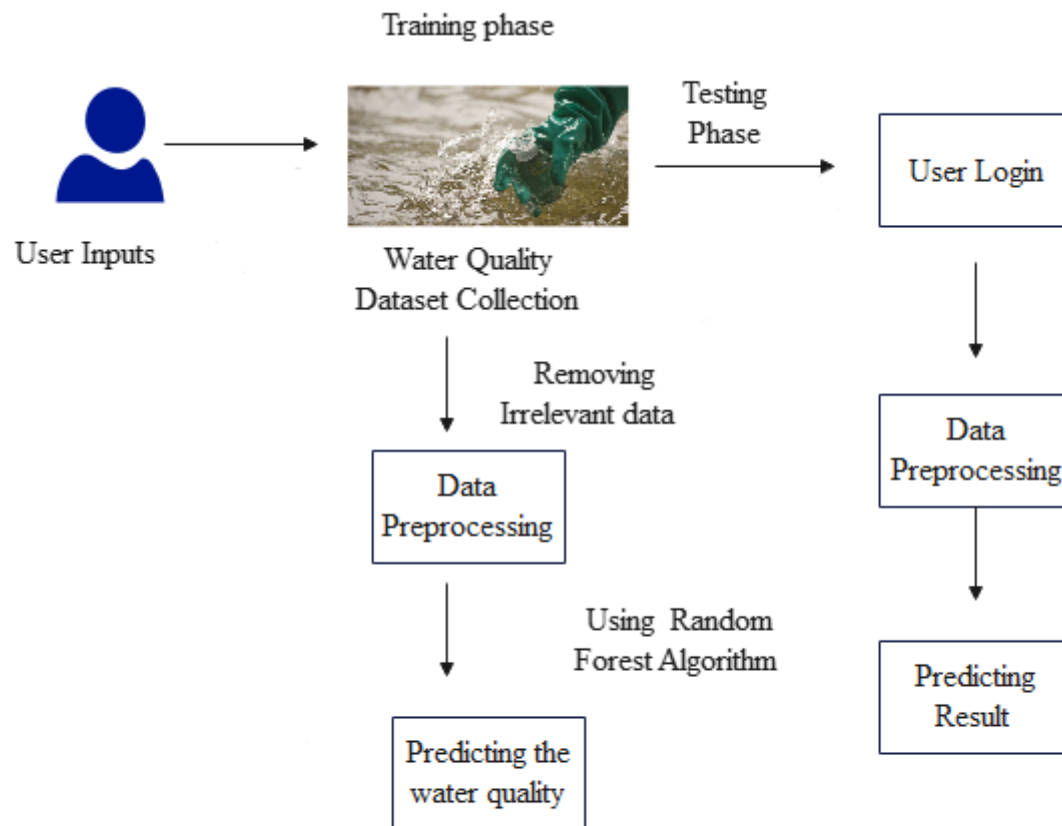 Training phase
Testing
Phase
User Login
User Inputs
Water Quality
Dataset Collection
Removing
Irrelevant data
Data
Preprocessing
Data
Preprocessing
Using Random
Forest Algorithm
Predicting
Result
Predicting the
water quality